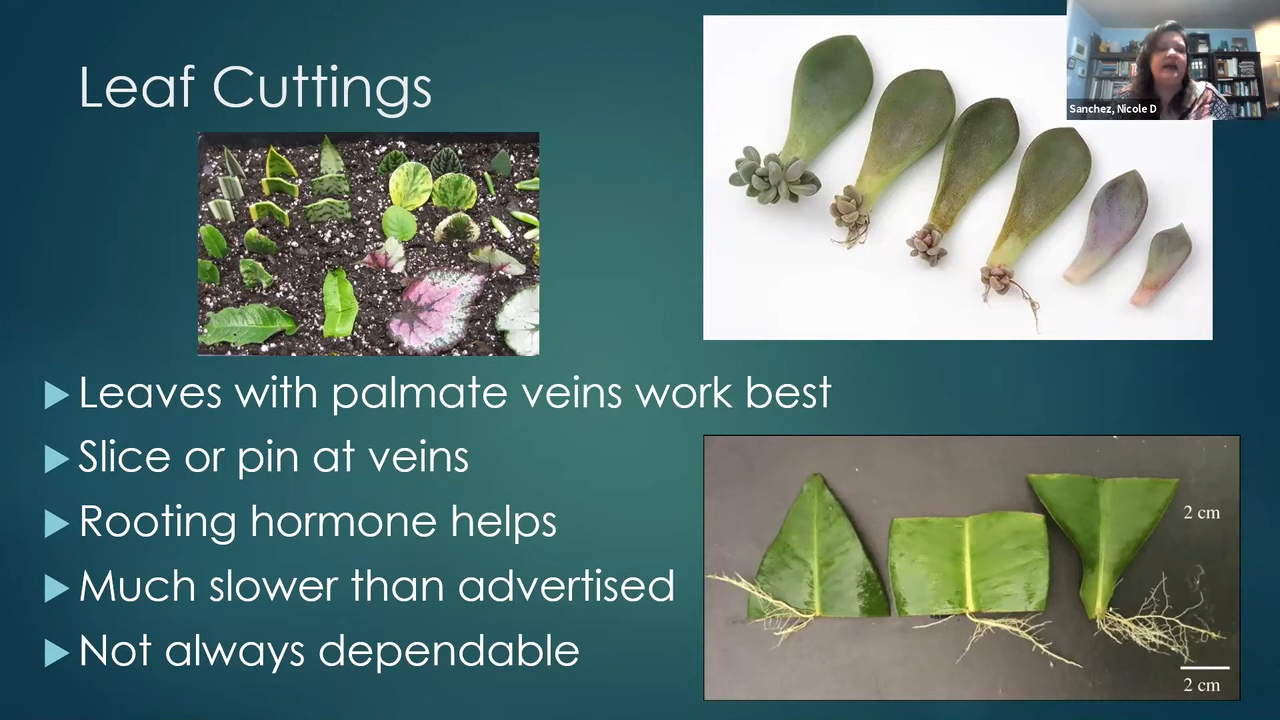 Leaf Cuttings
Sanchez, Nicole D
Leaves with palmate veins work best
Slice or pin at veins
Rooting hormone helps
Much slower than advertised
Not always dependable
2 cm
2 cm